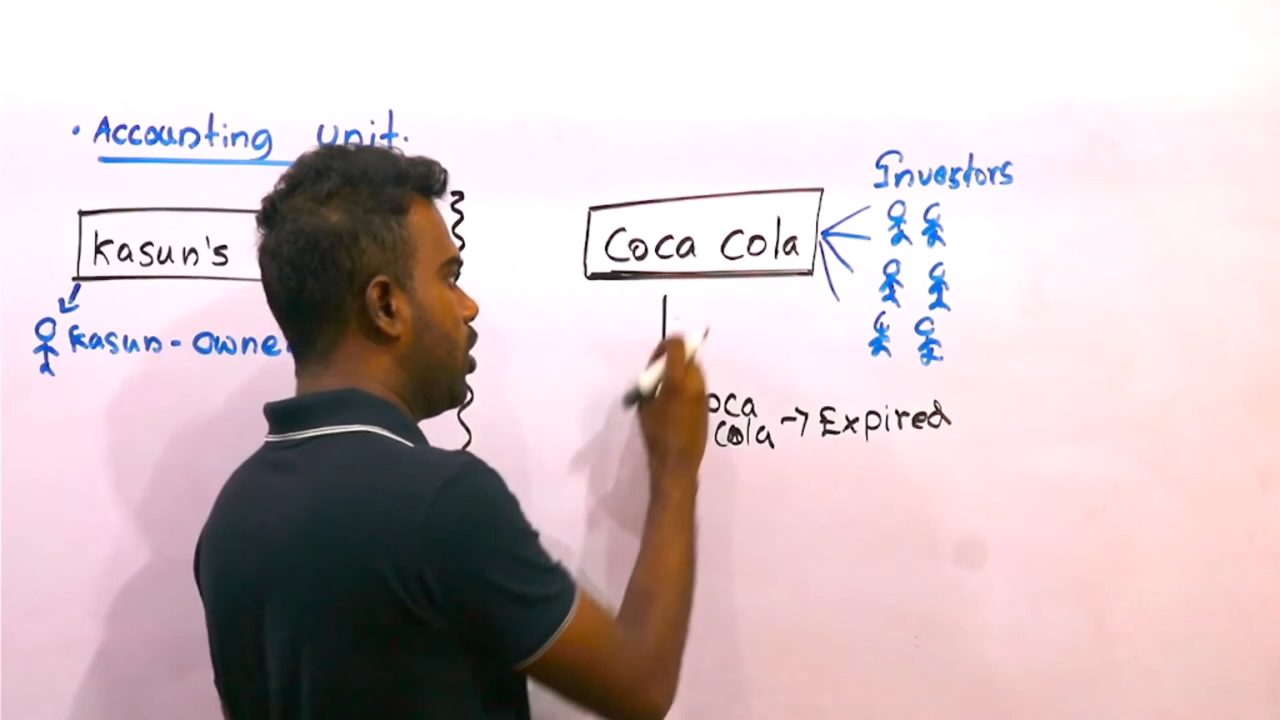 • Accounting unit.
Kasun's
Kasun - Owne
Coca Cola
Investors
oca
Cola → Expired